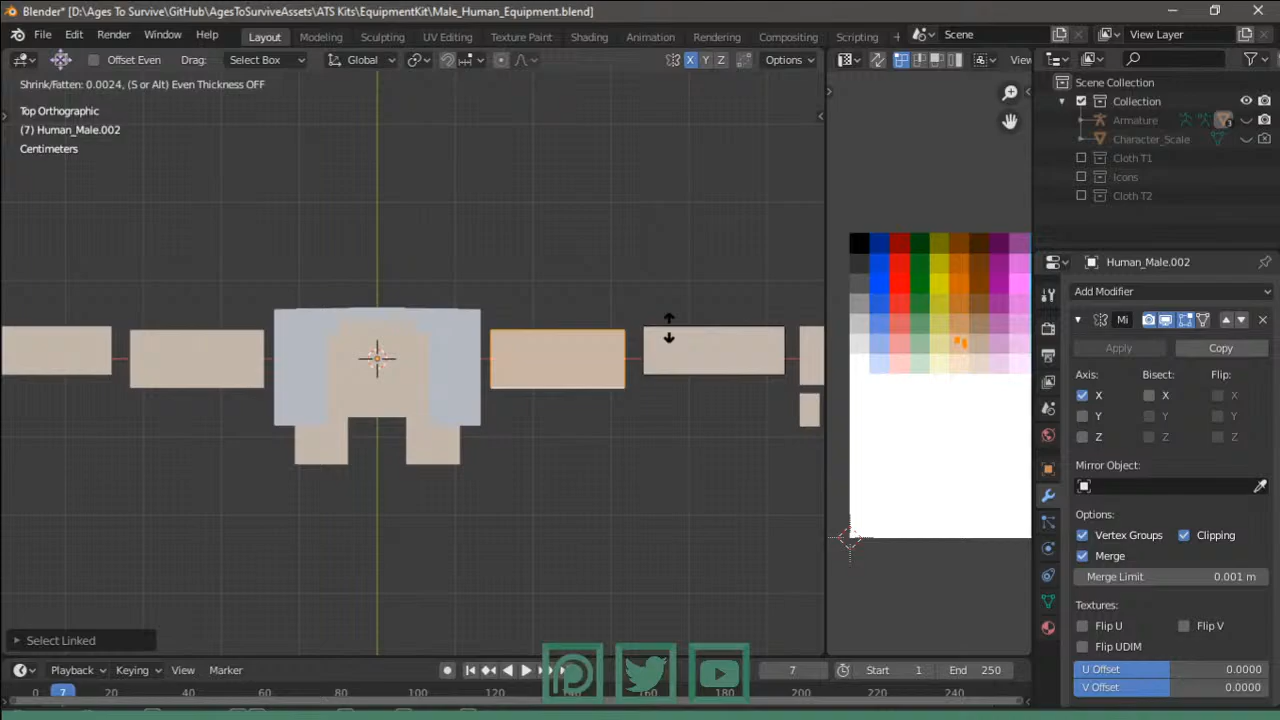 Blender* [D:\Ages To Survive\GitHub\AgesToSurviveAssets\ATS Kits\EquipmentKit\Male_Human_Equipment.blend]
File Edit Render Window Help Layout Modeling Sculpting UV Editing Texture Paint Shading Animation Rendering Compositing Scripting Scene View Layer
Offset Even Drag: Select Box Global X Y Z Options
Shrink/Fatten: 0.0024, (S or Alt) Even Thickness OFF
Top Orthographic
(7) Human_Male.002
Centimeters
Scene Collection
Collection
Armature
Character_Scale
Cloth T1
Icons
Cloth T2
Human_Male.002
Add Modifier
Mi
Apply Copy
Axis: Bisect: Flip:
X X X
Y Y Y
Z Z Z
Mirror Object:
Options:
Vertex Groups Clipping
Merge
Merge Limit 0.001 m
Textures:
Flip U Flip V
Flip UDIM
U Offset 0.0000
V Offset 0.0000
Select Linked
Playback Keying View Marker 7 Start 1 End 250
0 7 20 40 60 80 100 120 140 160 180 200 220 240